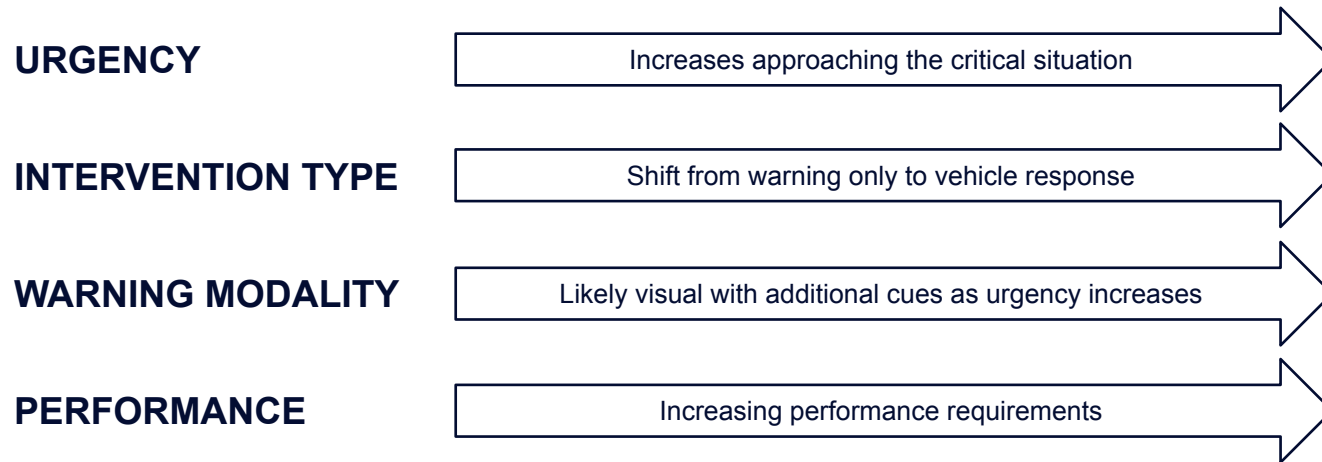 URGENCY
Increases approaching the critical situation
INTERVENTION TYPE
Shift from warning only to vehicle response
WARNING MODALITY
Likely visual with additional cues as urgency increases
PERFORMANCE
Increasing performance requirements